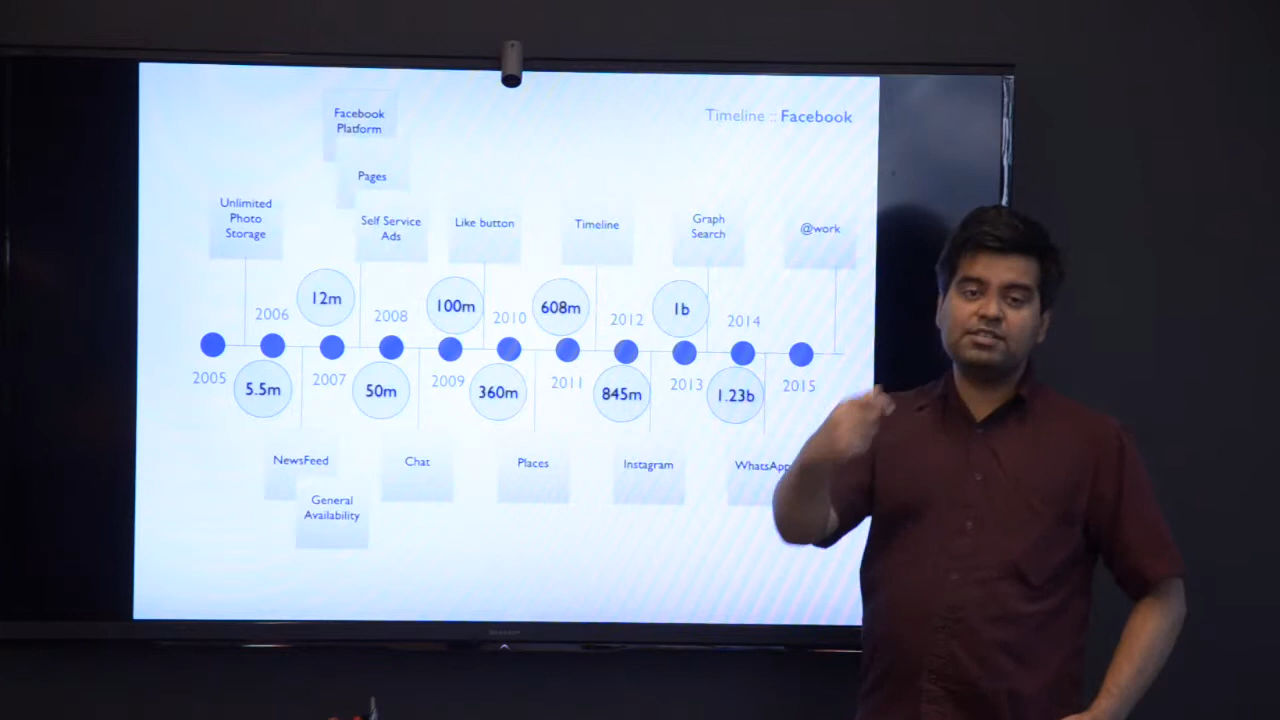 Timeline :: Facebook
Facebook
Platform
Pages
Unlimited
Photo
Storage
Self Service
Ads
Like button
Timeline
Graph
Search
@work
12m
100m
608m
1b
2006
2008
2010
2012
2014
2005
5.5m
2007
50m
2009
360m
2011
845m
2013
1.23b
2015
NewsFeed
Chat
Places
Instagram
WhatsApp
General
Availability